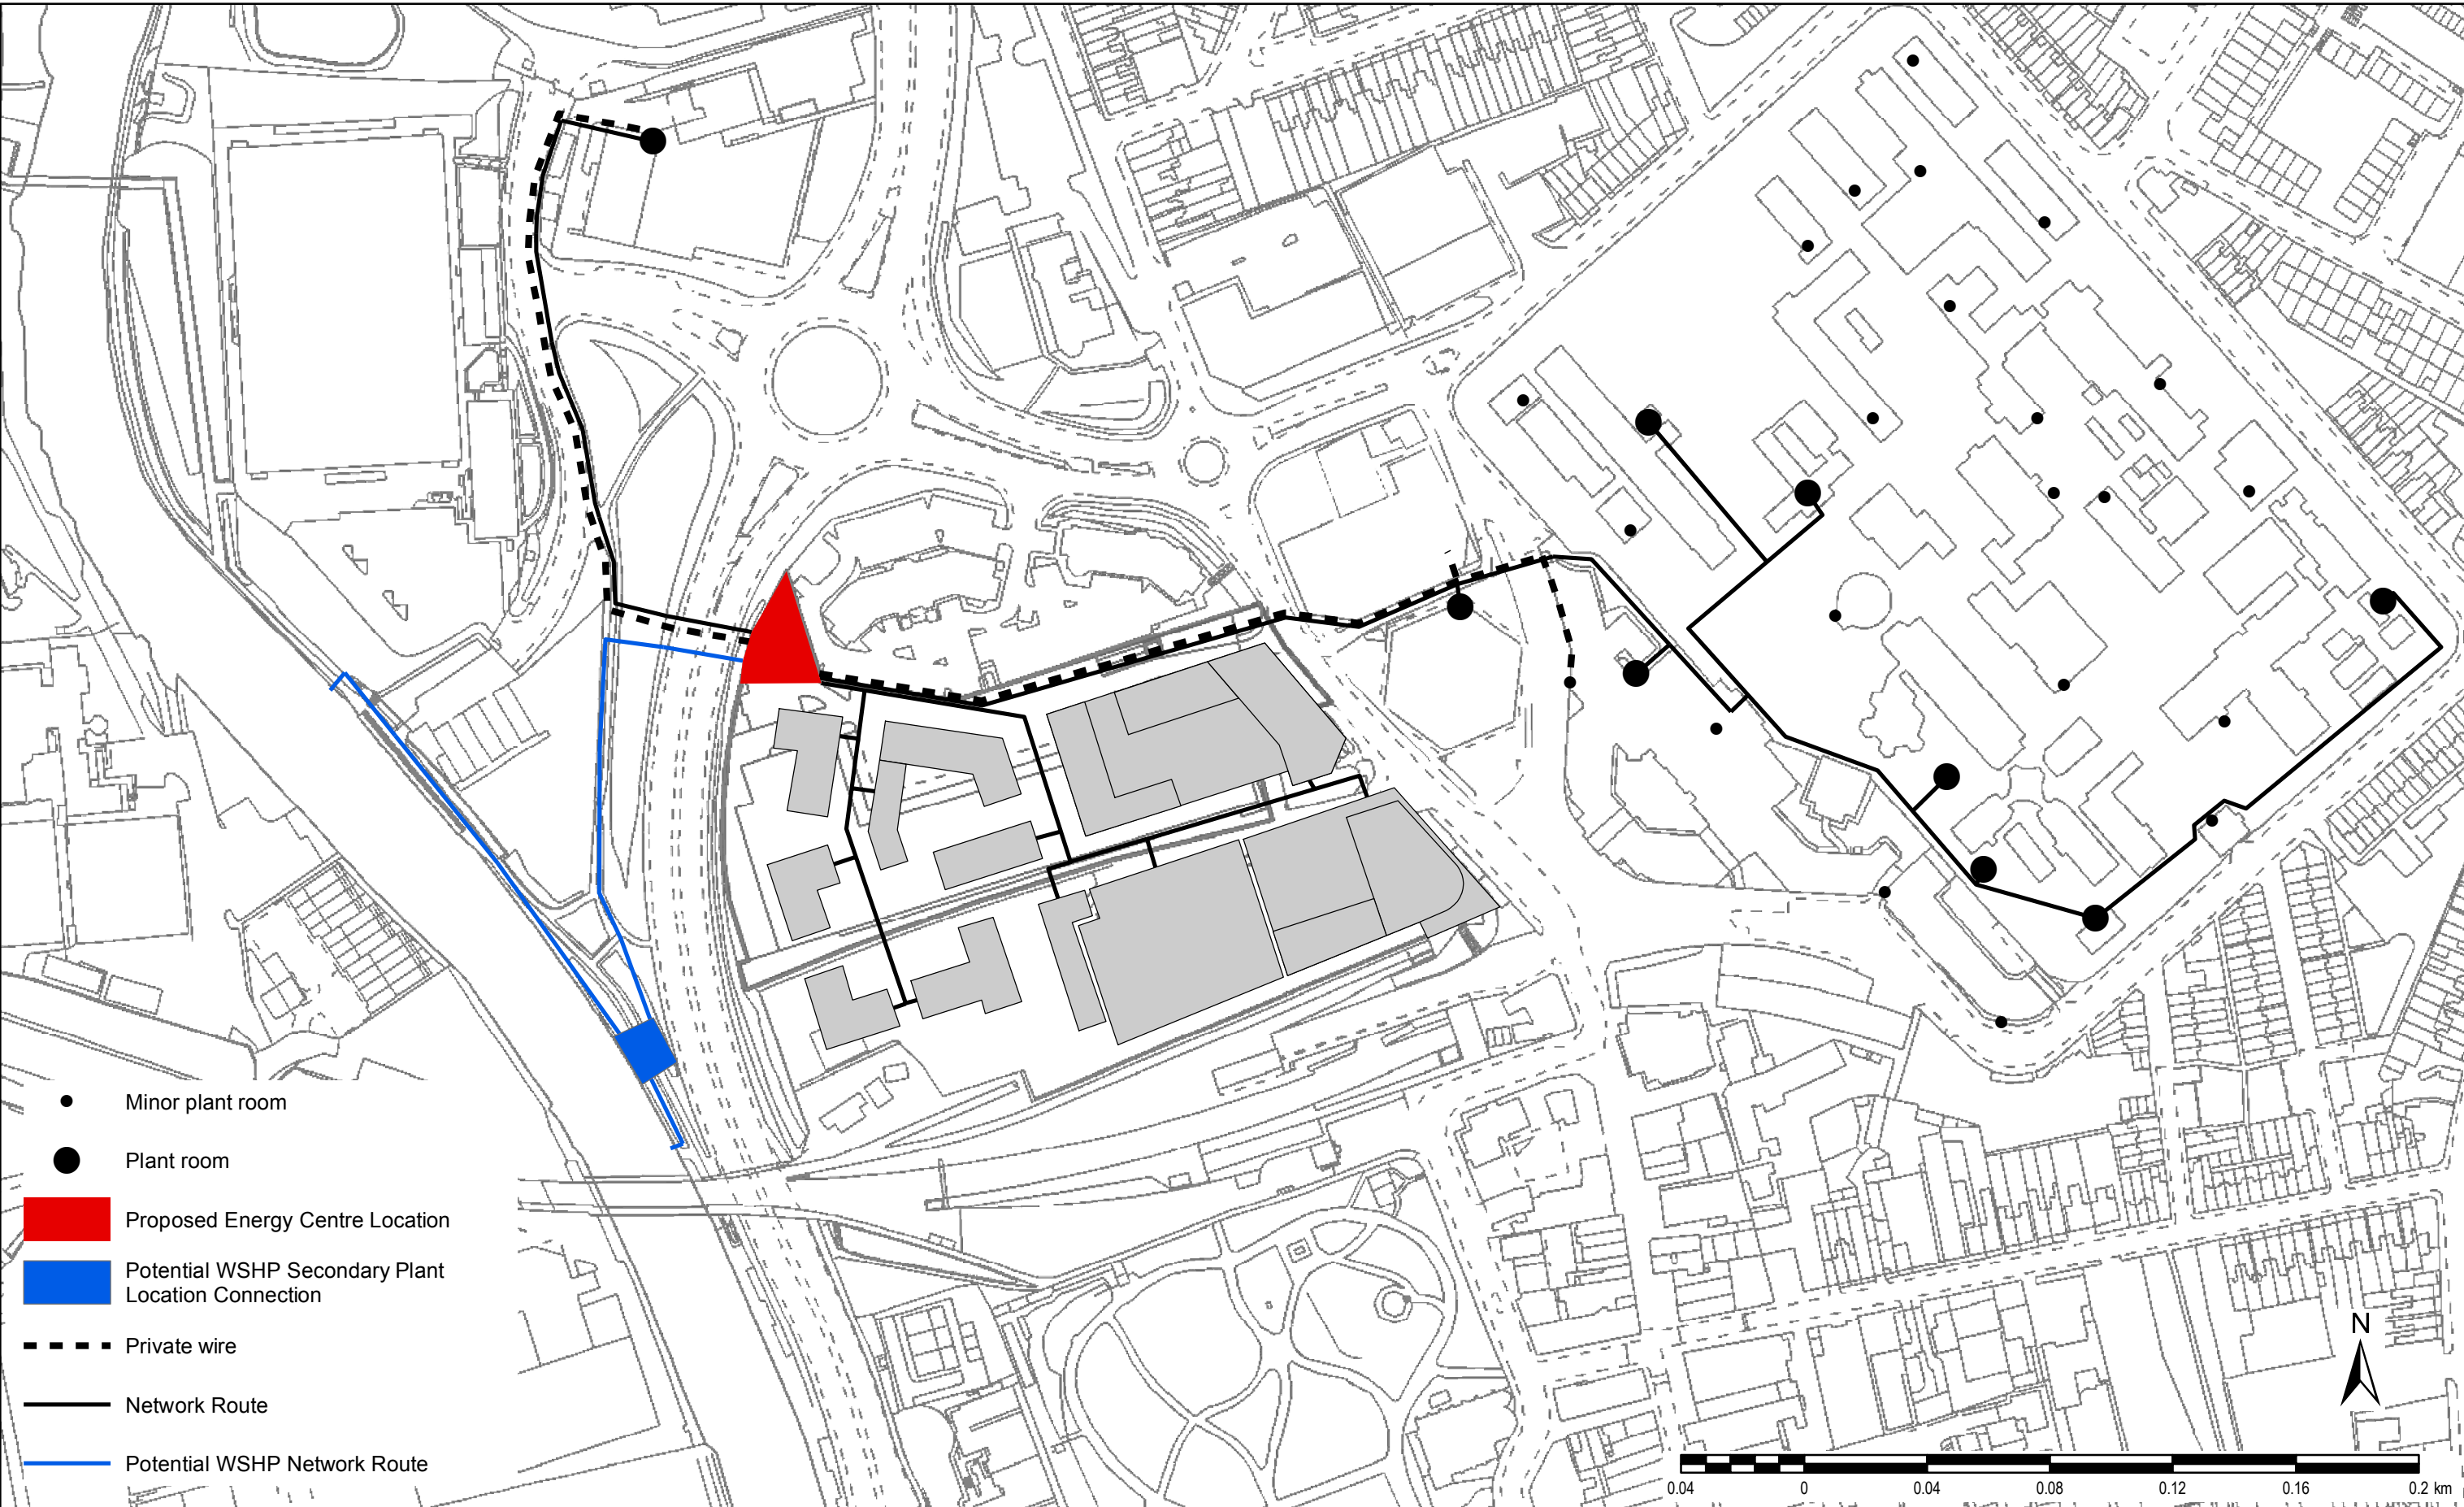 Minor plant room
Plant room
Proposed Energy Centre Location
Potential WSHP Secondary Plant
Location Connection
Private wire
Network Route
Potential WSHP Network Route
N
0.04 0 0.04 0.08 0.12 0.16 0.2 km